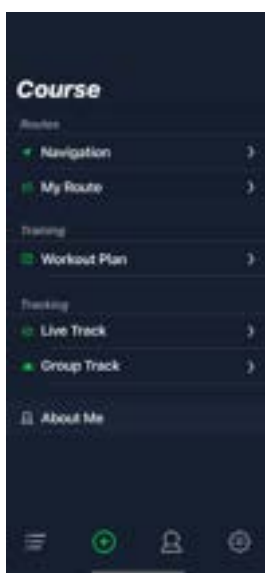 Course
Routes
Navigation
My Route
Training
Workout Plan
Tracking
Live Track
Group Track
About Me